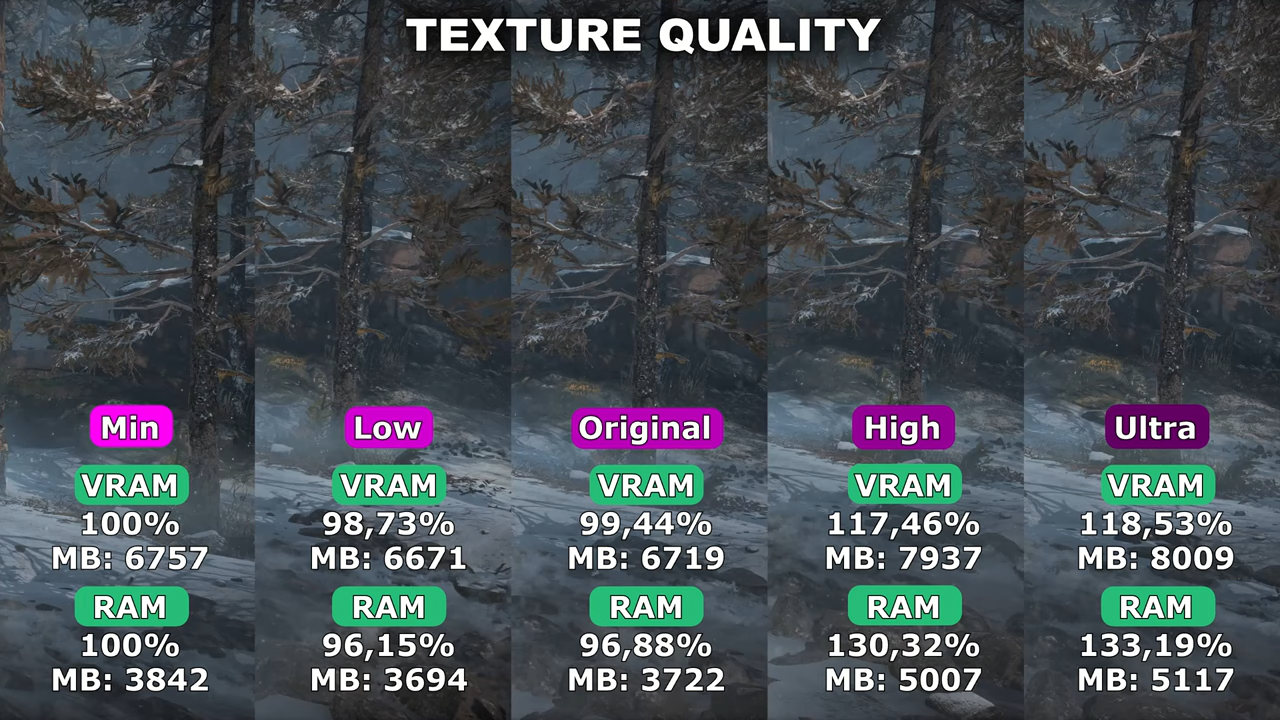 TEXTURE QUALITY
Min
VRAM
100%
MB: 6757
RAM
100%
MB: 3842
Low
VRAM
98,73%
MB: 6671
RAM
96,15%
MB: 3694
Original
VRAM
99,44%
MB: 6719
RAM
96,88%
MB: 3722
High
VRAM
117,46%
MB: 7937
RAM
130,32%
MB: 5007
Ultra
VRAM
118,53%
MB: 8009
RAM
133,19%
MB: 5117